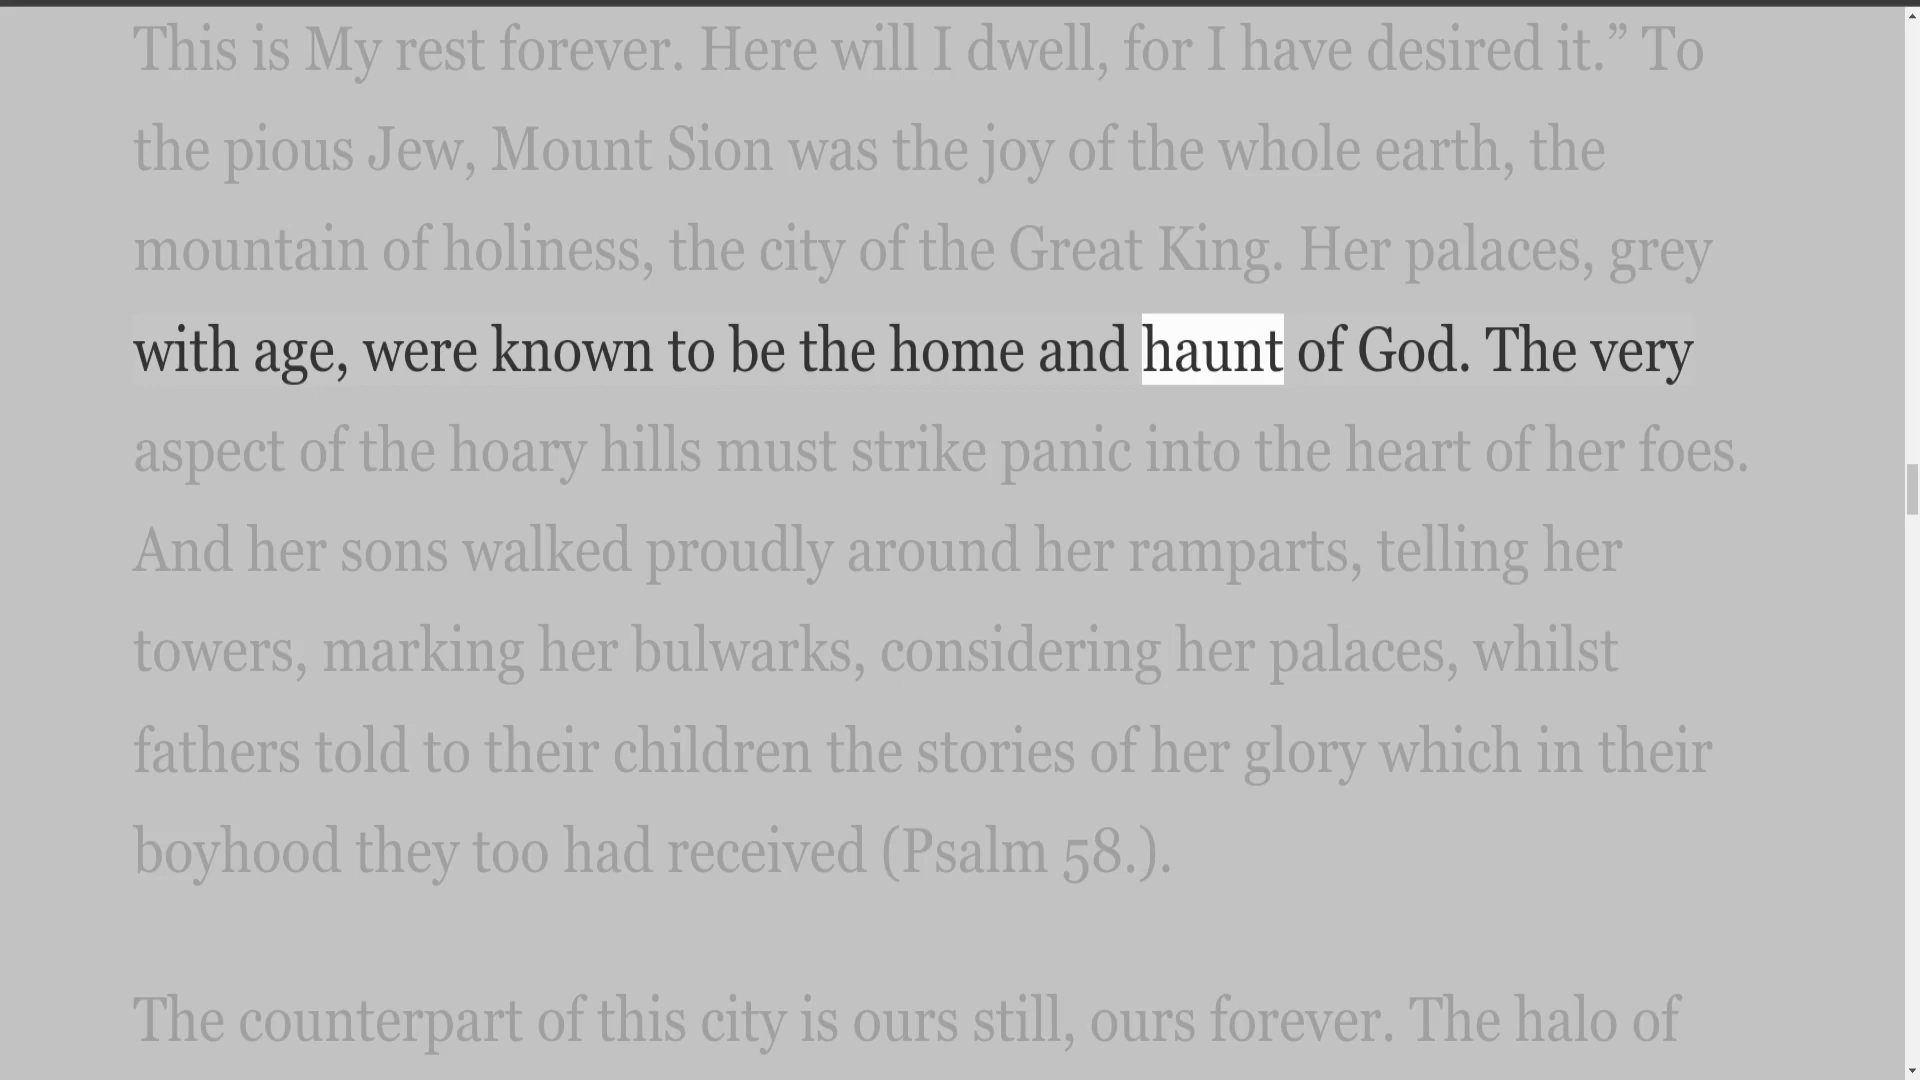 This is My rest forever. Here will I dwell, for I have desired it.” To
the pious Jew, Mount Sion was the joy of the whole earth, the
mountain of holiness, the city of the Great King. Her palaces, grey
with age, were known to be the home and haunt of God. The very
aspect of the hoary hills must strike panic into the heart of her foes.
And her sons walked proudly around her ramparts, telling her
towers, marking her bulwarks, considering her palaces, whilst
fathers told to their children the stories of her glory which in their
boyhood they too had received (Psalm 58.).
The counterpart of this city is ours still, ours forever. The halo of